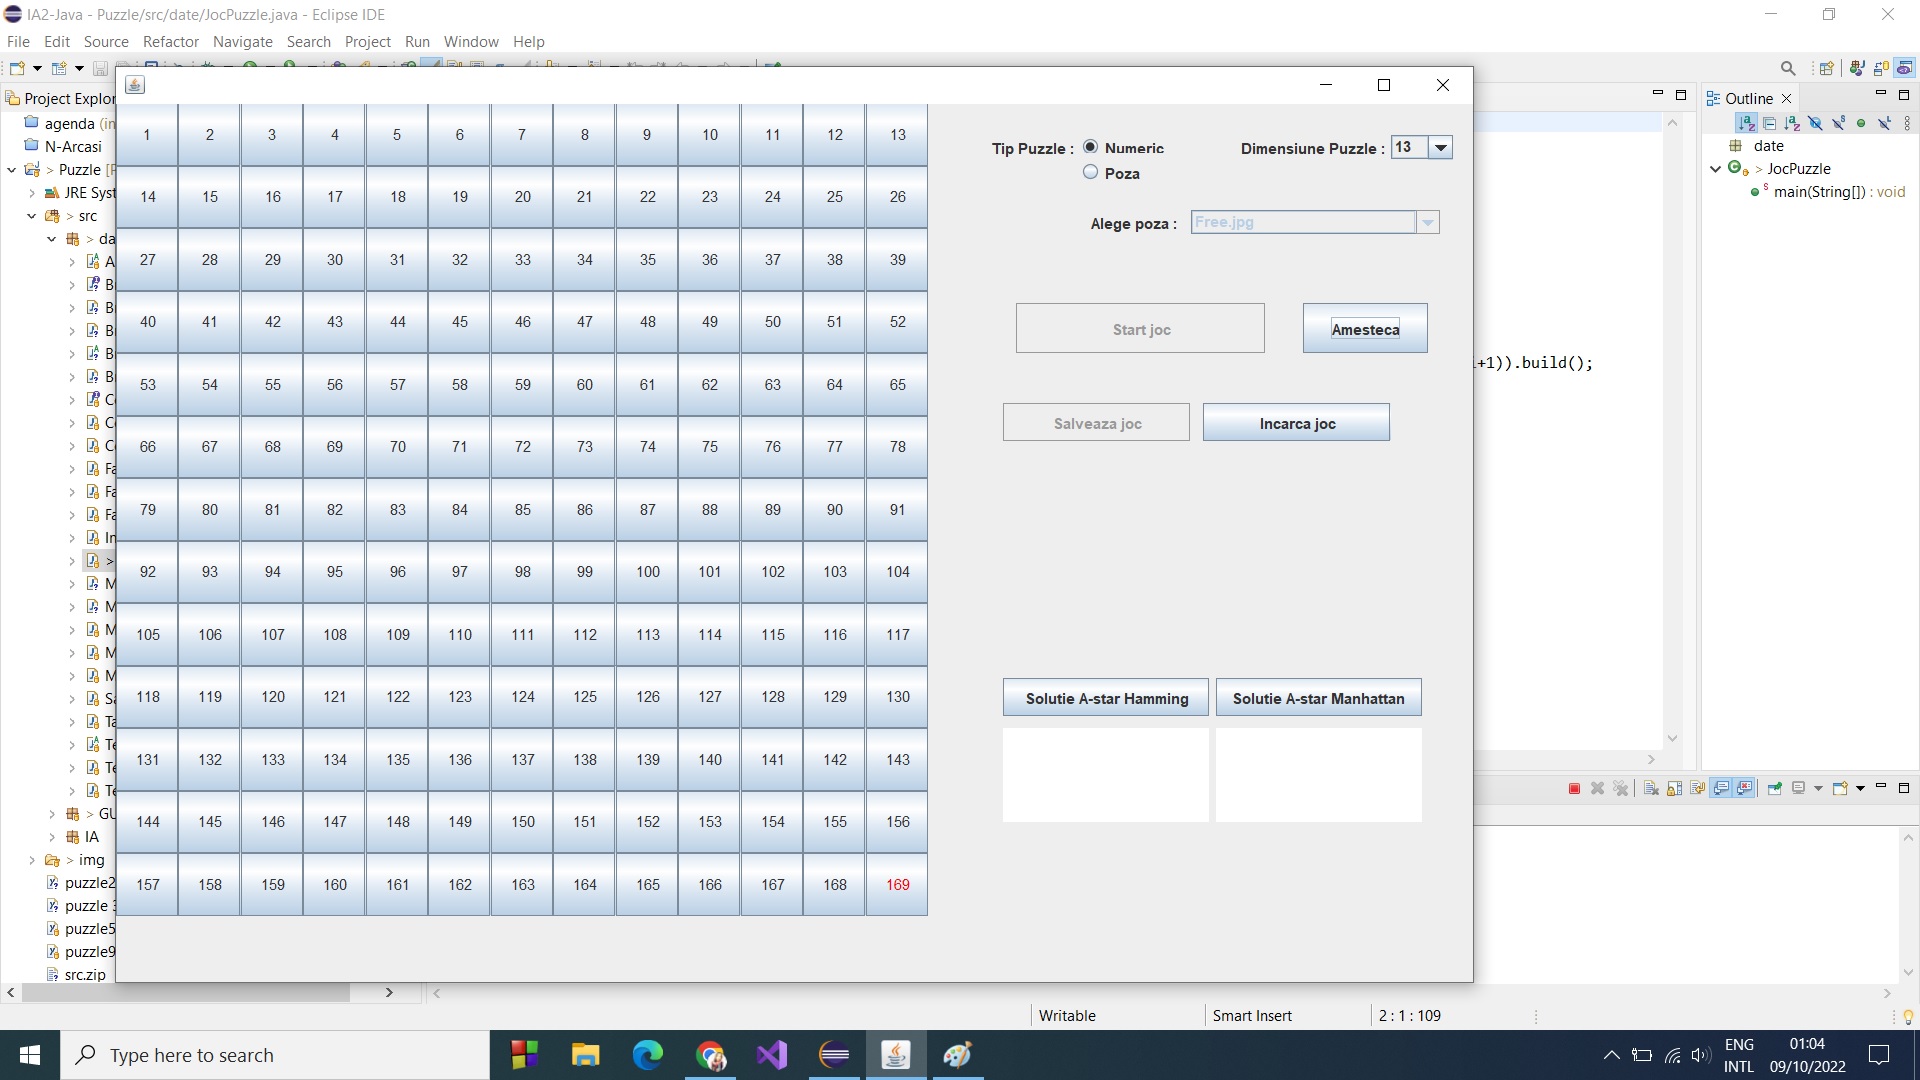 IA2-Java - Puzzle/src/date/JocPuzzle.java - Eclipse IDE
File Edit Source Refactor Navigate Search Project Run Window Help
Project Explor
agenda (in
N-Arcasi
> Puzzle [P
JRE Syst
> src
> da
A
B
B
B
B
B
C
C
C
Fa
Fa
Fa
In
>
M
M
M
M
M
Sa
Ta
Te
Te
Te
> GU
IA
> img
puzzle2
puzzle 3
puzzle5
puzzle9
src.zip
1 2 3 4 5 6 7 8 9 10 11 12 13
14 15 16 17 18 19 20 21 22 23 24 25 26
27 28 29 30 31 32 33 34 35 36 37 38 39
40 41 42 43 44 45 46 47 48 49 50 51 52
53 54 55 56 57 58 59 60 61 62 63 64 65
66 67 68 69 70 71 72 73 74 75 76 77 78
79 80 81 82 83 84 85 86 87 88 89 90 91
92 93 94 95 96 97 98 99 100 101 102 103 104
105 106 107 108 109 110 111 112 113 114 115 116 117
118 119 120 121 122 123 124 125 126 127 128 129 130
131 132 133 134 135 136 137 138 139 140 141 142 143
144 145 146 147 148 149 150 151 152 153 154 155 156
157 158 159 160 161 162 163 164 165 166 167 168 169
Tip Puzzle : Numeric Dimensiune Puzzle : 13
Poza
Alege poza : Free.jpg
Start joc Amesteca
Salveaza joc Incarca joc
Solutie A-star Hamming Solutie A-star Manhattan
i+1)).build();
Outline
date
> JocPuzzle
main(String[]) : void
Writable Smart Insert 2 : 1 : 109
Type here to search
ENG
INTL
01:04
09/10/2022